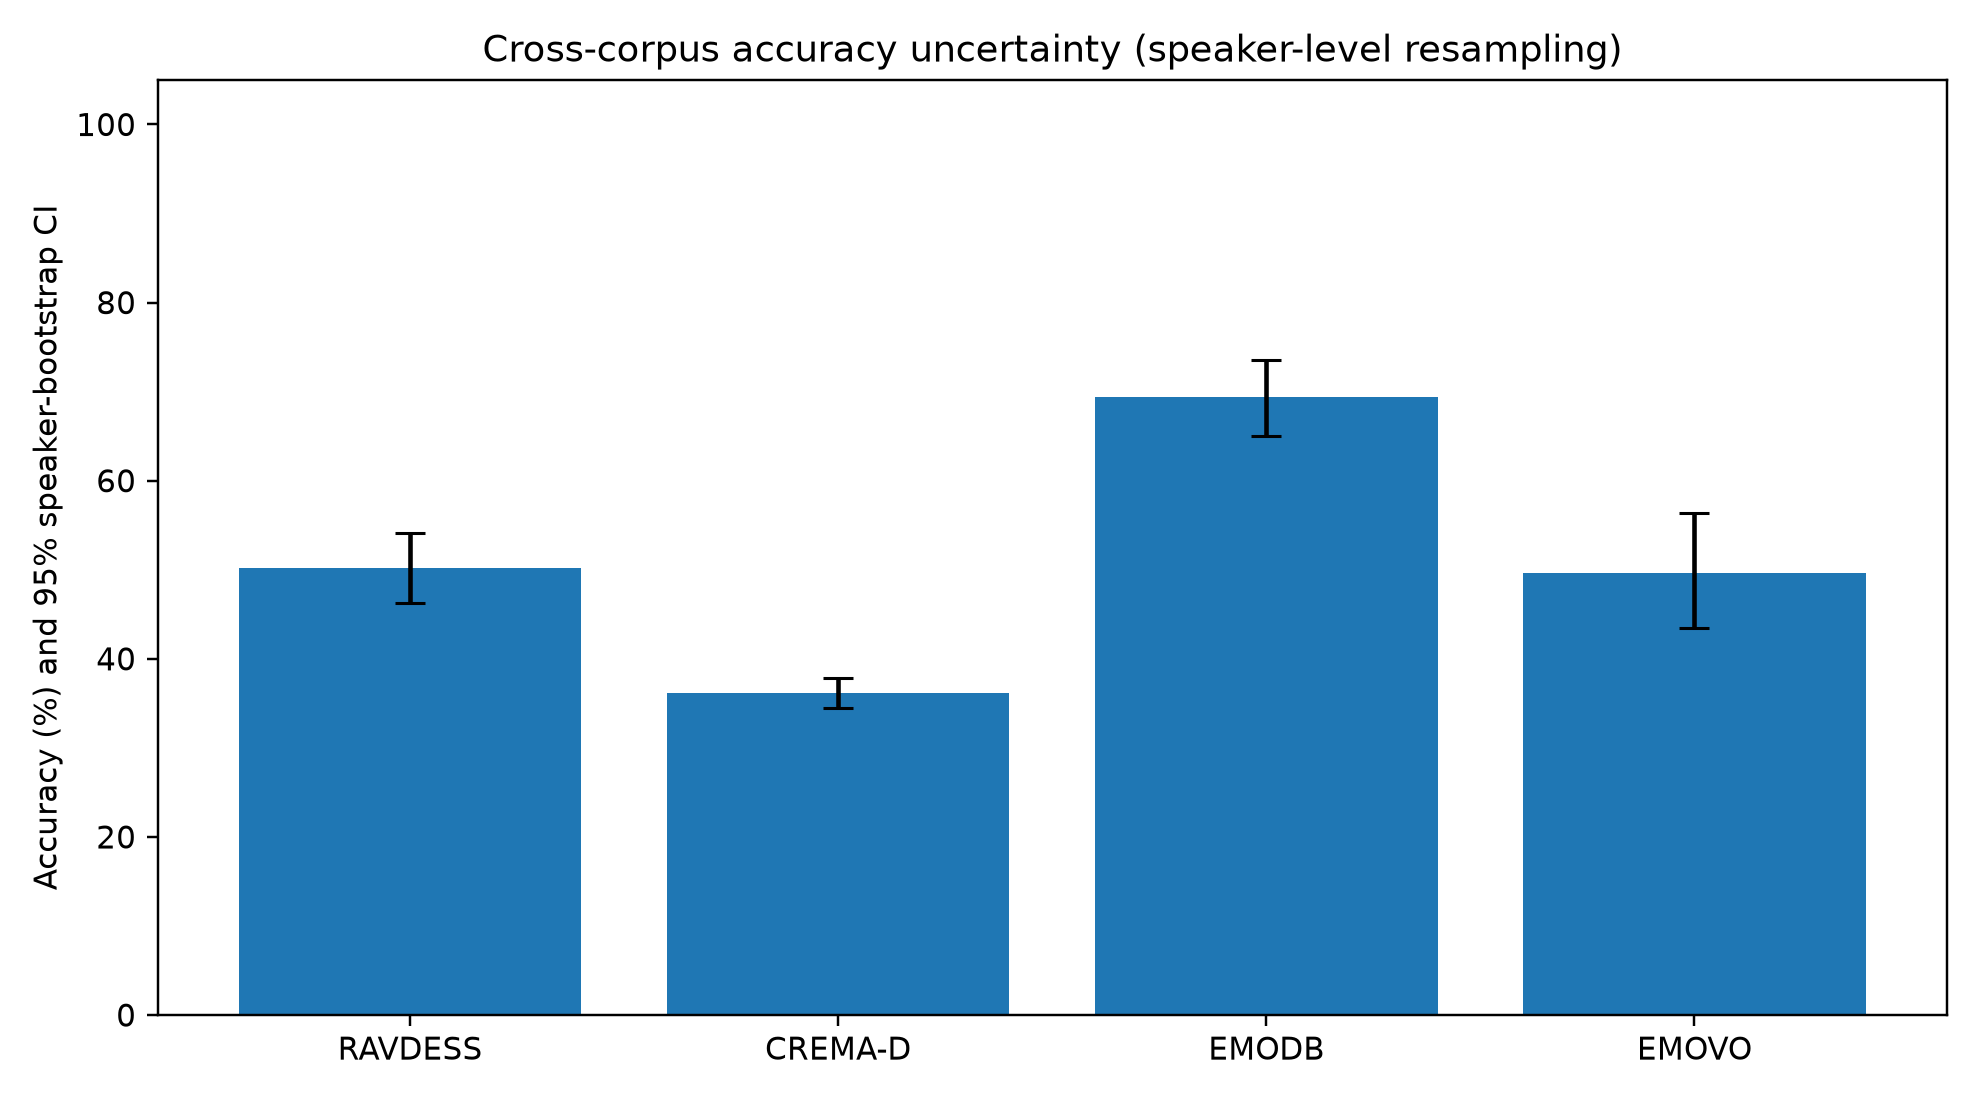 Cross-corpus accuracy uncertainty (speaker-level resampling)
Accuracy (%) and 95% speaker-bootstrap CI
100
80
60
40
20
0
RAVDESS
CREMA-D
EMODB
EMOVO